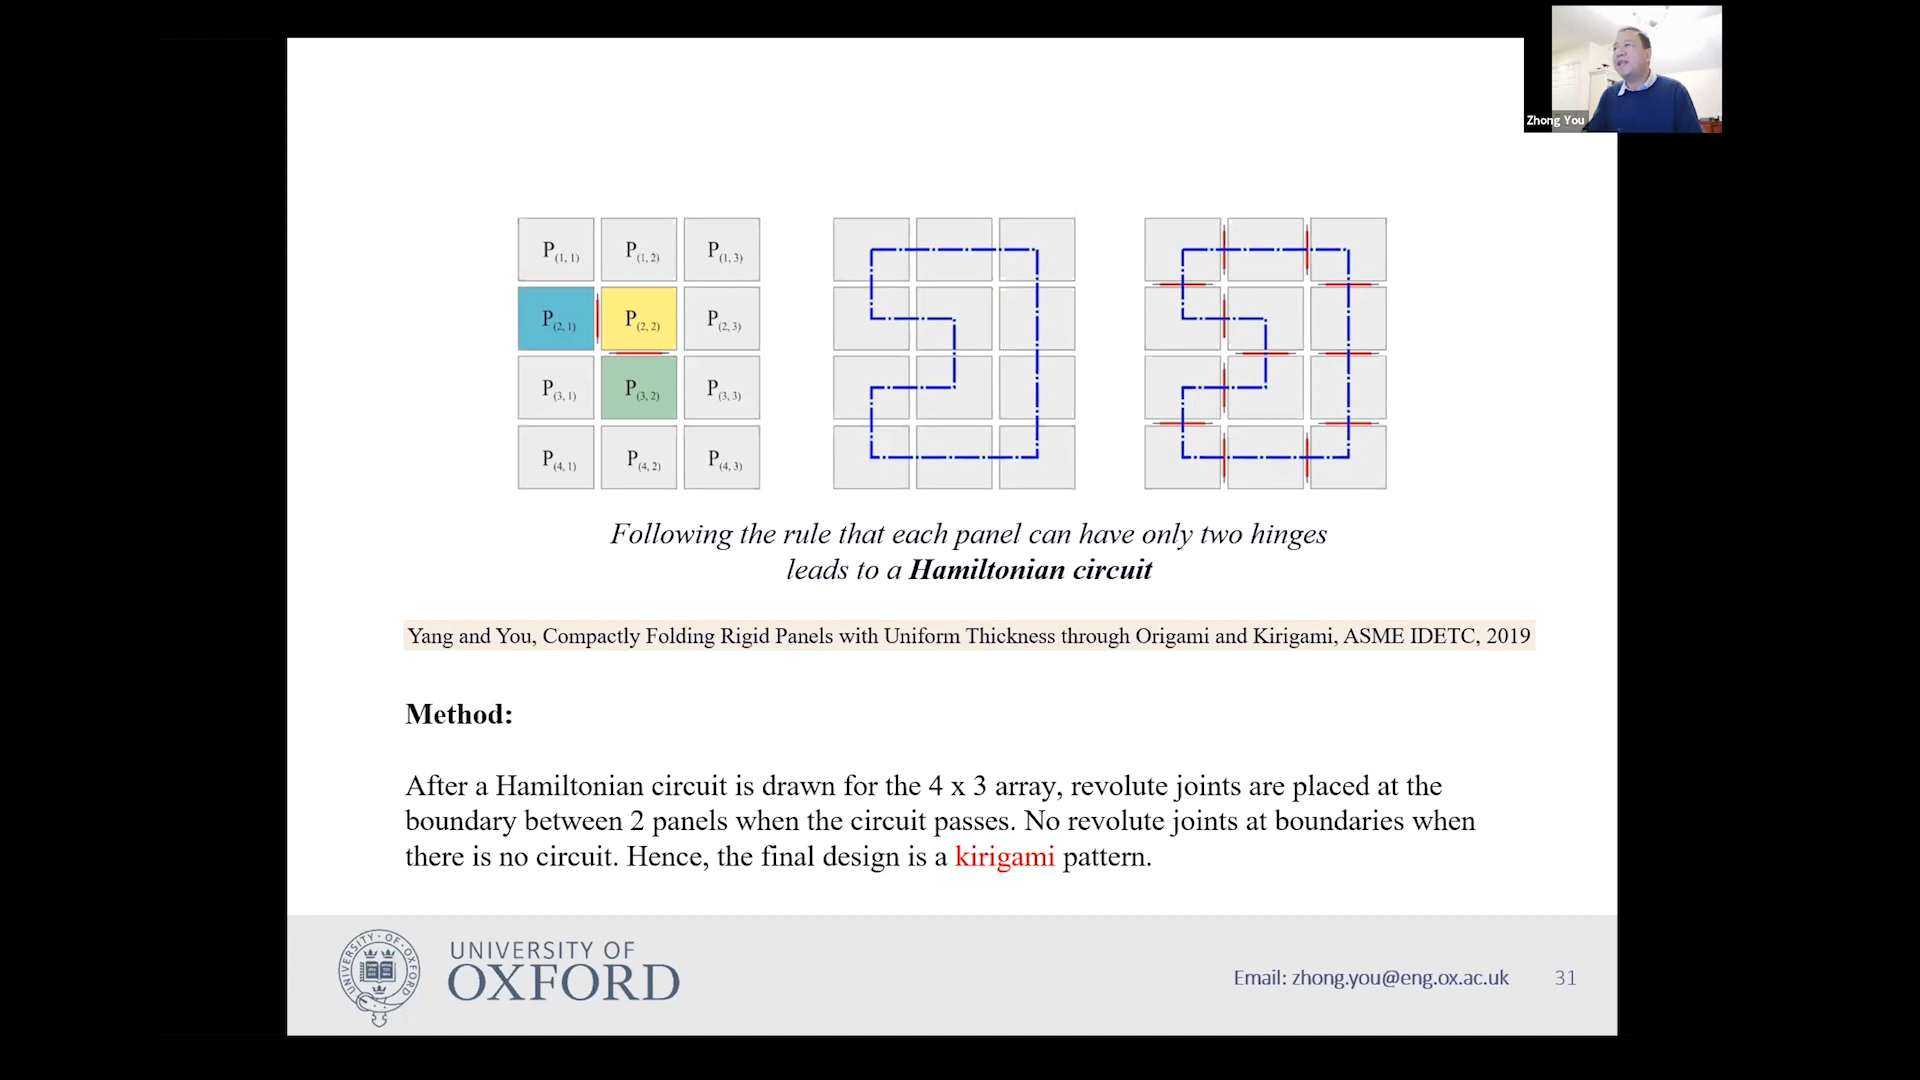 Zhong You
P(1, 1) P(1, 2) P(1, 3)
P(2, 1) P(2, 2) P(2, 3)
P(3, 1) P(3, 2) P(3, 3)
P(4, 1) P(4, 2) P(4, 3)
Following the rule that each panel can have only two hinges
leads to a Hamiltonian circuit
Yang and You, Compactly Folding Rigid Panels with Uniform Thickness through Origami and Kirigami, ASME IDETC, 2019
Method:
After a Hamiltonian circuit is drawn for the 4 x 3 array, revolute joints are placed at the
boundary between 2 panels when the circuit passes. No revolute joints at boundaries when
there is no circuit. Hence, the final design is a kirigami pattern.
UNIVERSITY OF OXFORD
UNIVERSITY OF
OXFORD
Email: zhong.you@eng.ox.ac.uk 31